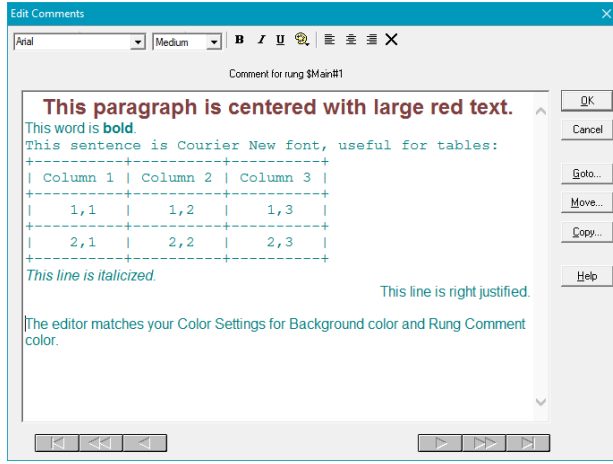 Edit Comments
Arial Medium B I U
Comment for rung $Main#1
This paragraph is centered with large red text.
This word is bold.
This sentence is Courier New font, useful for tables:
+----------+----------+----------+
| Column 1 | Column 2 | Column 3 |
+----------+----------+----------+
| 1,1 | 1,2 | 1,3 |
+----------+----------+----------+
| 2,1 | 2,2 | 2,3 |
+----------+----------+----------+
This line is italicized.
This line is right justified.
The editor matches your Color Settings for Background color and Rung Comment
color.
OK
Cancel
Goto...
Move...
Copy...
Help